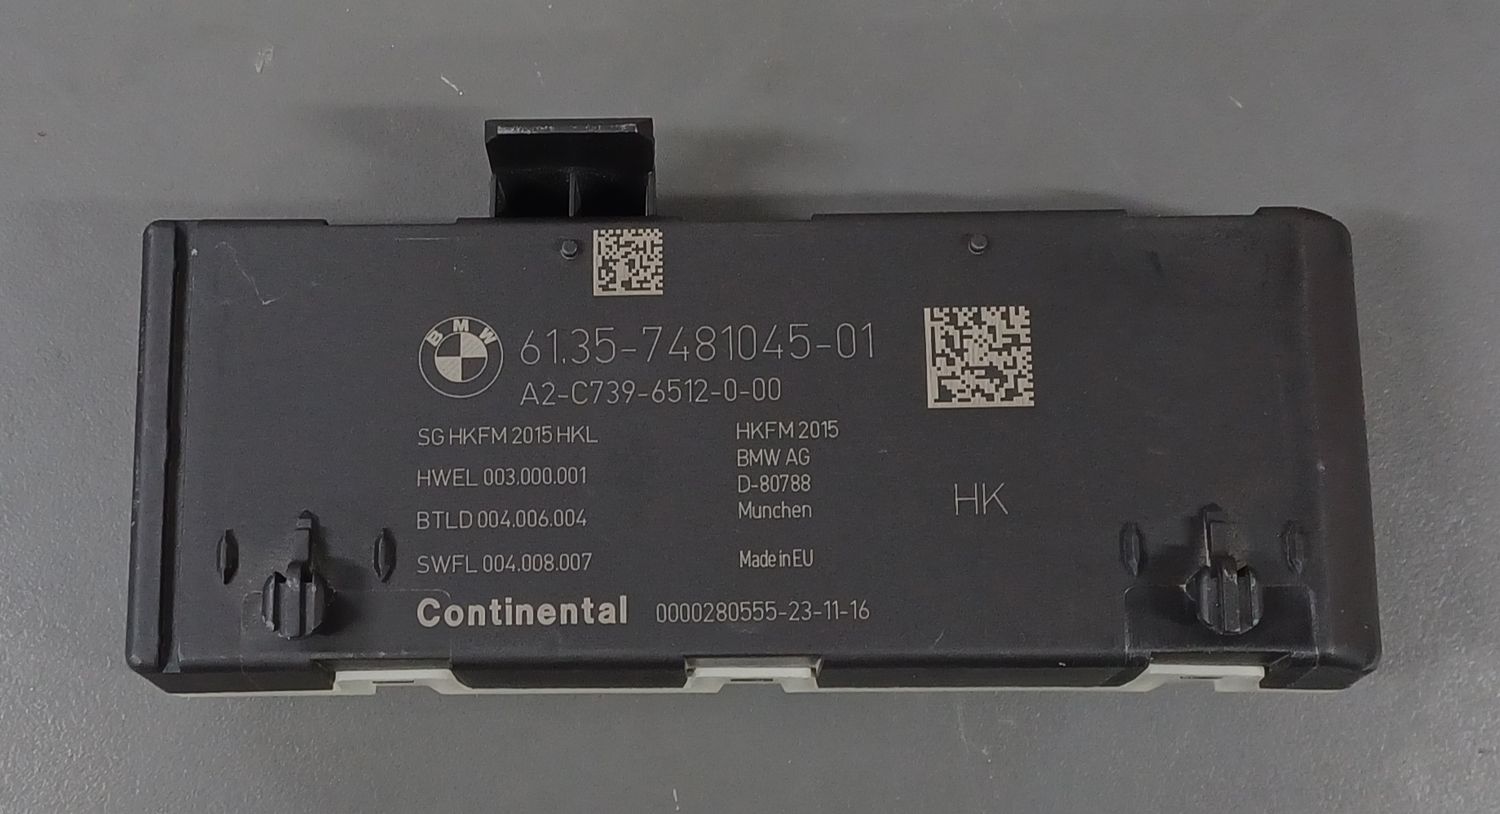 BMW
61.35-7481045-01
A2-C739-6512-0-00
SG HKFM 2015 HKL
HWEL 003.000.001
BTLD 004.006.004
SWFL 004.008.007
HKFM 2015
BMW AG
D-80788
Munchen
Made in EU
HK
Continental 0000280555-23-11-16